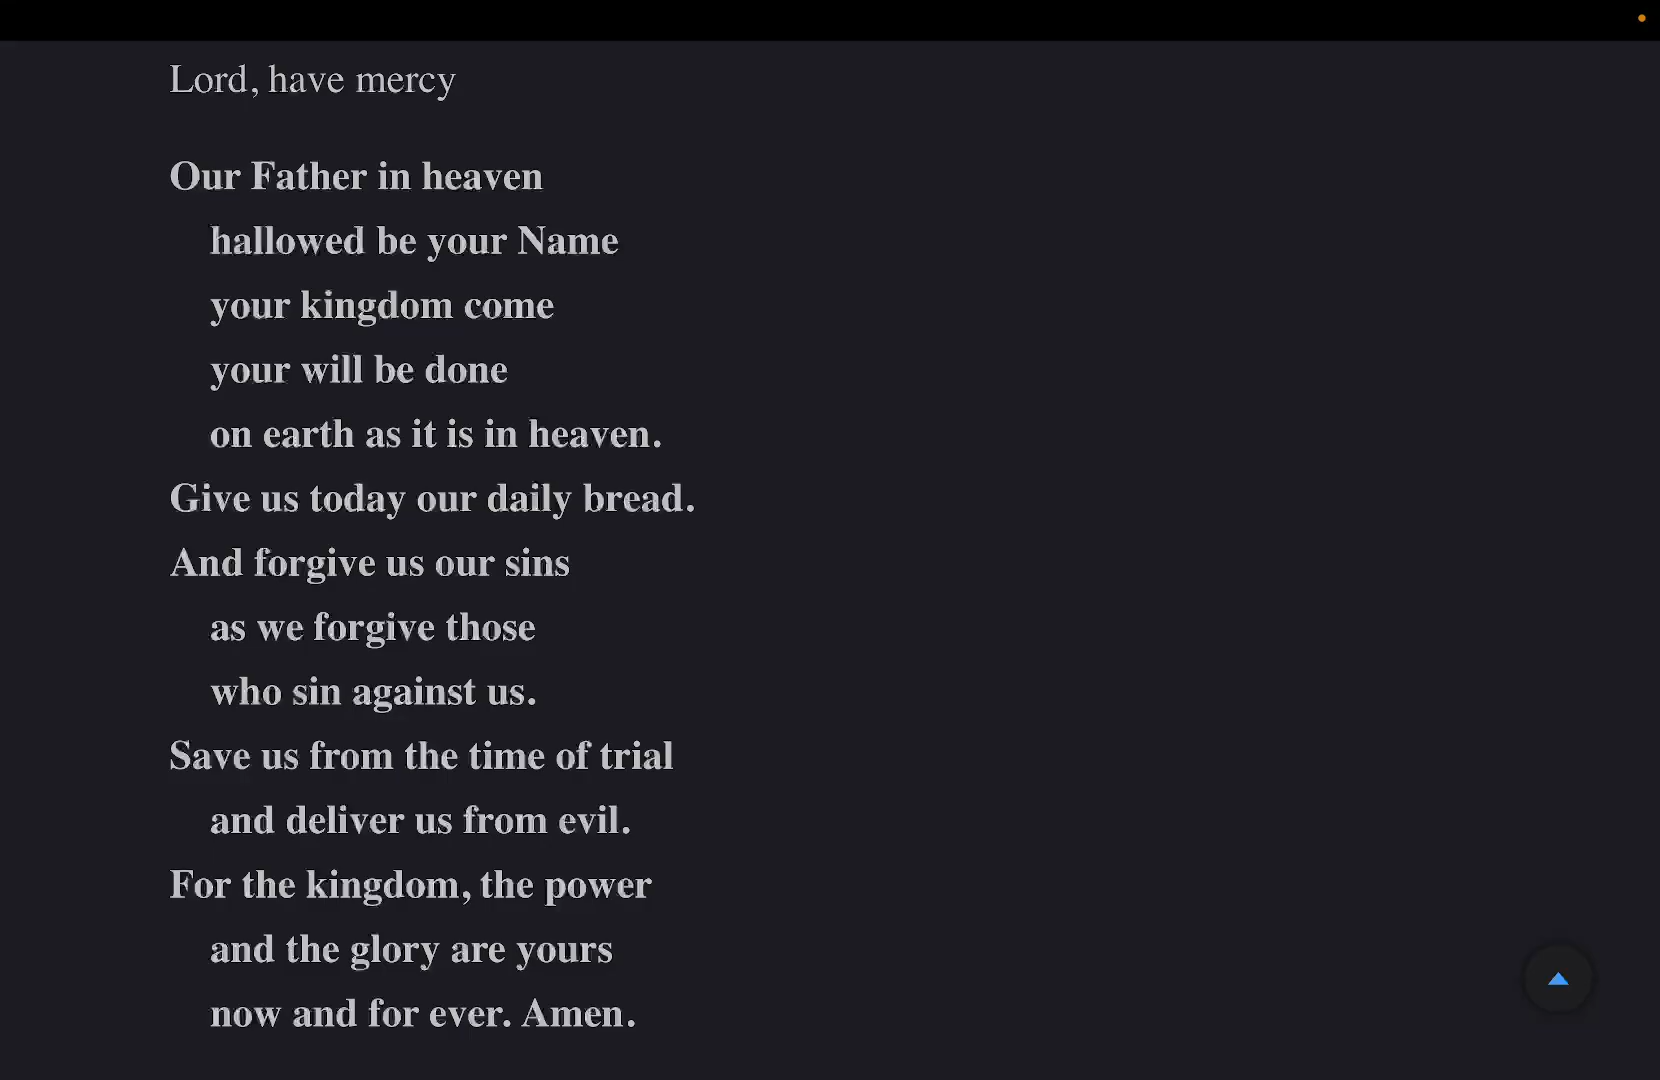 Lord, have mercy
Our Father in heaven
hallowed be your Name
your kingdom come
your will be done
on earth as it is in heaven.
Give us today our daily bread.
And forgive us our sins
as we forgive those
who sin against us.
Save us from the time of trial
and deliver us from evil.
For the kingdom, the power
and the glory are yours
now and for ever. Amen.